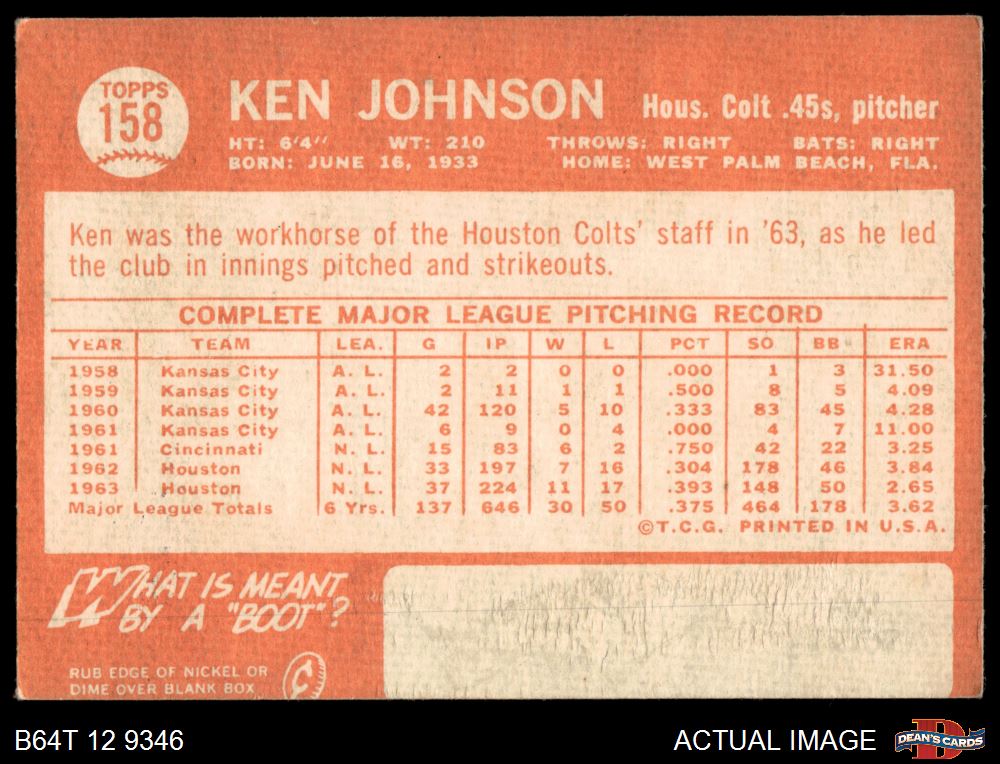 TOPPS
158
KEN JOHNSON Hous. Colt .45s, pitcher
HT: 6'4" WT: 210 THROWS: RIGHT BATS: RIGHT
BORN: JUNE 16, 1933 HOME: WEST PALM BEACH, FLA.
Ken was the workhorse of the Houston Colts' staff in '63, as he led
the club in innings pitched and strikeouts.
COMPLETE MAJOR LEAGUE PITCHING RECORD
YEAR TEAM LEA. G IP W L PCT SO BB ERA
1958 Kansas City A. L. 2 2 0 0 .000 1 3 31.50
1959 Kansas City A. L. 2 11 1 1 .500 8 5 4.09
1960 Kansas City A. L. 42 120 5 10 .333 83 45 4.28
1961 Kansas City A. L. 6 9 0 4 .000 4 7 11.00
1961 Cincinnati N. L. 15 83 6 2 .750 42 22 3.25
1962 Houston N. L. 33 197 7 16 .304 178 46 3.84
1963 Houston N. L. 37 224 11 17 .393 148 50 2.65
Major League Totals 6 Yrs. 137 646 30 50 .375 464 178 3.62
©T.C.G. PRINTED IN U.S.A.
WHAT IS MEANT
BY A "BOOT"?
RUB EDGE OF NICKEL OR
DIME OVER BLANK BOX
B64T 12 9346 ACTUAL IMAGE DEAN'S CARDS